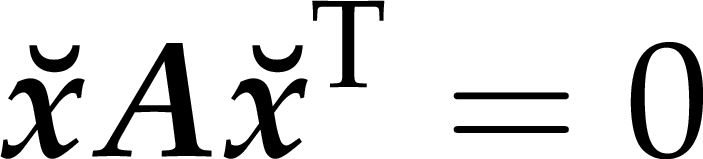 x̆Ax̆ᵀ = 0